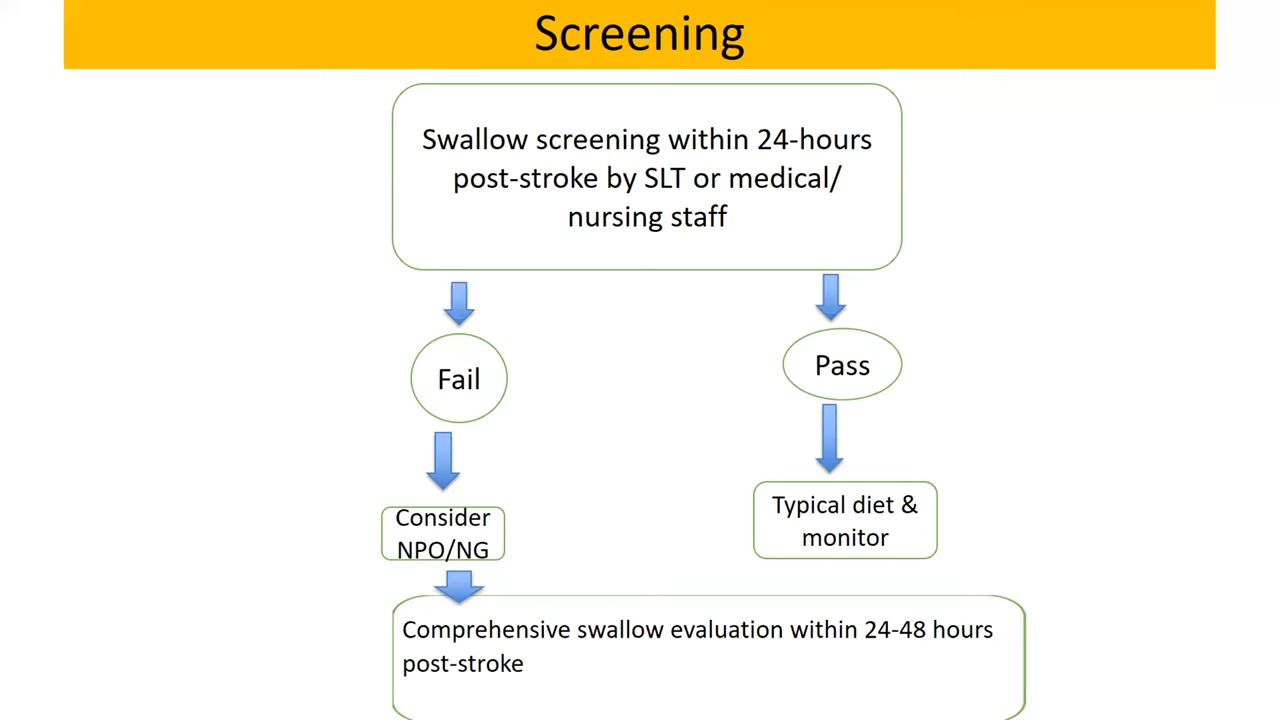 Screening
Swallow screening within 24-hours
post-stroke by SLT or medical/
nursing staff
Fail
Pass
Consider
NPO/NG
Typical diet &
monitor
Comprehensive swallow evaluation within 24-48 hours
post-stroke